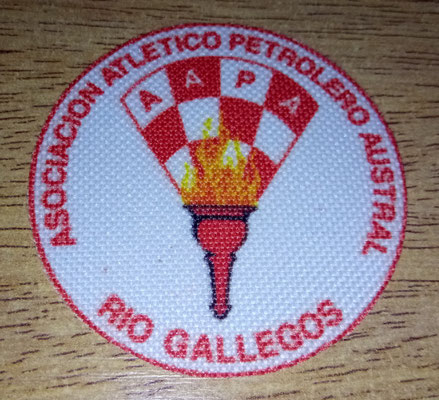 ASOCIACION ATLETICO PETROLERO AUSTRAL
A A P A
RIO GALLEGOS